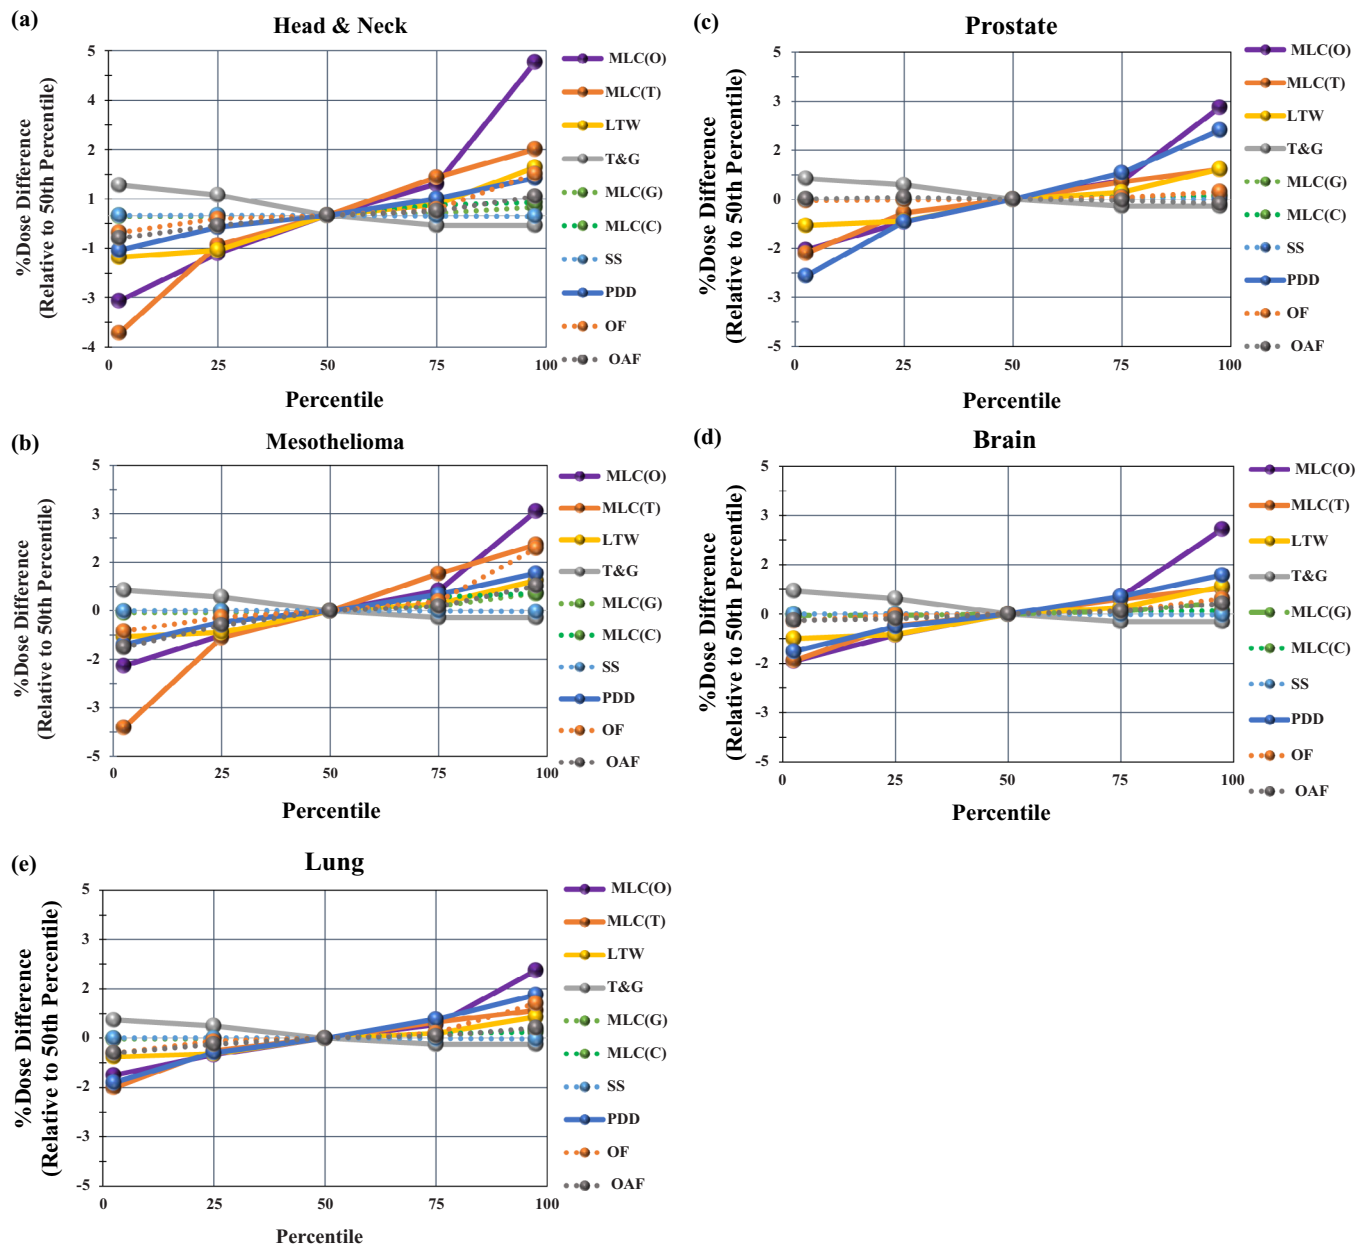 (a)
Head & Neck
%Dose Difference
(Relative to 50th Percentile)
5
4
2
1
-1
-3
-4
0
25
50
75
100
Percentile
MLC(O)
MLC(T)
LTW
T&G
MLC(G)
MLC(C)
SS
PDD
OF
OAF
(c)
Prostate
%Dose Difference
(Relative to 50th Percentile)
5
3
2
0
-2
-3
-5
0
25
50
75
100
Percentile
MLC(O)
MLC(T)
LTW
T&G
MLC(G)
MLC(C)
SS
PDD
OF
OAF
(b)
Mesothelioma
%Dose Difference
(Relative to 50th Percentile)
5
3
2
0
-2
-3
-5
0
25
50
75
100
Percentile
MLC(O)
MLC(T)
LTW
T&G
MLC(G)
MLC(C)
SS
PDD
OF
OAF
(d)
Brain
%Dose Difference
(Relative to 50th Percentile)
5
3
2
0
-2
-3
-5
0
25
50
75
100
Percentile
MLC(O)
MLC(T)
LTW
T&G
MLC(G)
MLC(C)
SS
PDD
OF
OAF
(e)
Lung
%Dose Difference
(Relative to 50th Percentile)
5
3
2
0
-2
-3
-5
0
25
50
75
100
Percentile
MLC(O)
MLC(T)
LTW
T&G
MLC(G)
MLC(C)
SS
PDD
OF
OAF